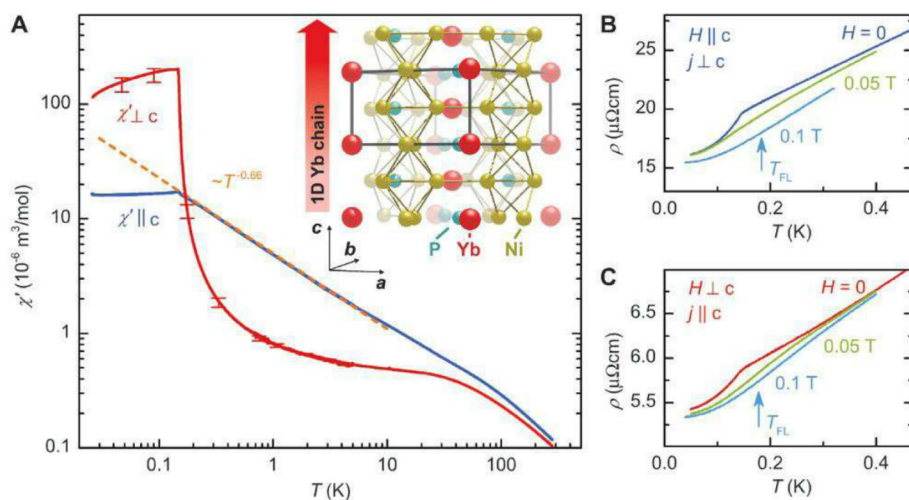 A
χ′ (10⁻⁶ m³/mol)
100
10
1
0.1
0.1
1
10
100
T (K)
χ′⊥c
χ′∥c
~T⁻⁰·⁶⁶
1D Yb chain
c
b
a
P
Yb
Ni
B
H∥c
j⊥c
H = 0
0.05 T
0.1 T
T_FL
ρ (μΩcm)
25
20
15
0.0
0.2
0.4
T (K)
C
H⊥c
j∥c
H = 0
0.05 T
0.1 T
T_FL
ρ (μΩcm)
6.5
6.0
5.5
0.0
0.2
0.4
T (K)